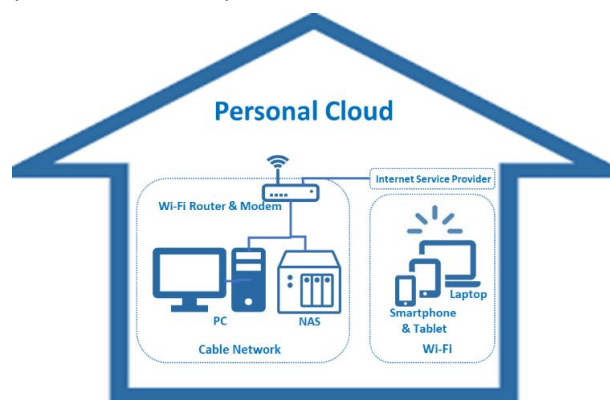 Personal Cloud
Internet Service Provider
Wi-Fi Router & Modem
Laptop
Smartphone
& Tablet
PC
NAS
Cable Network
Wi-Fi